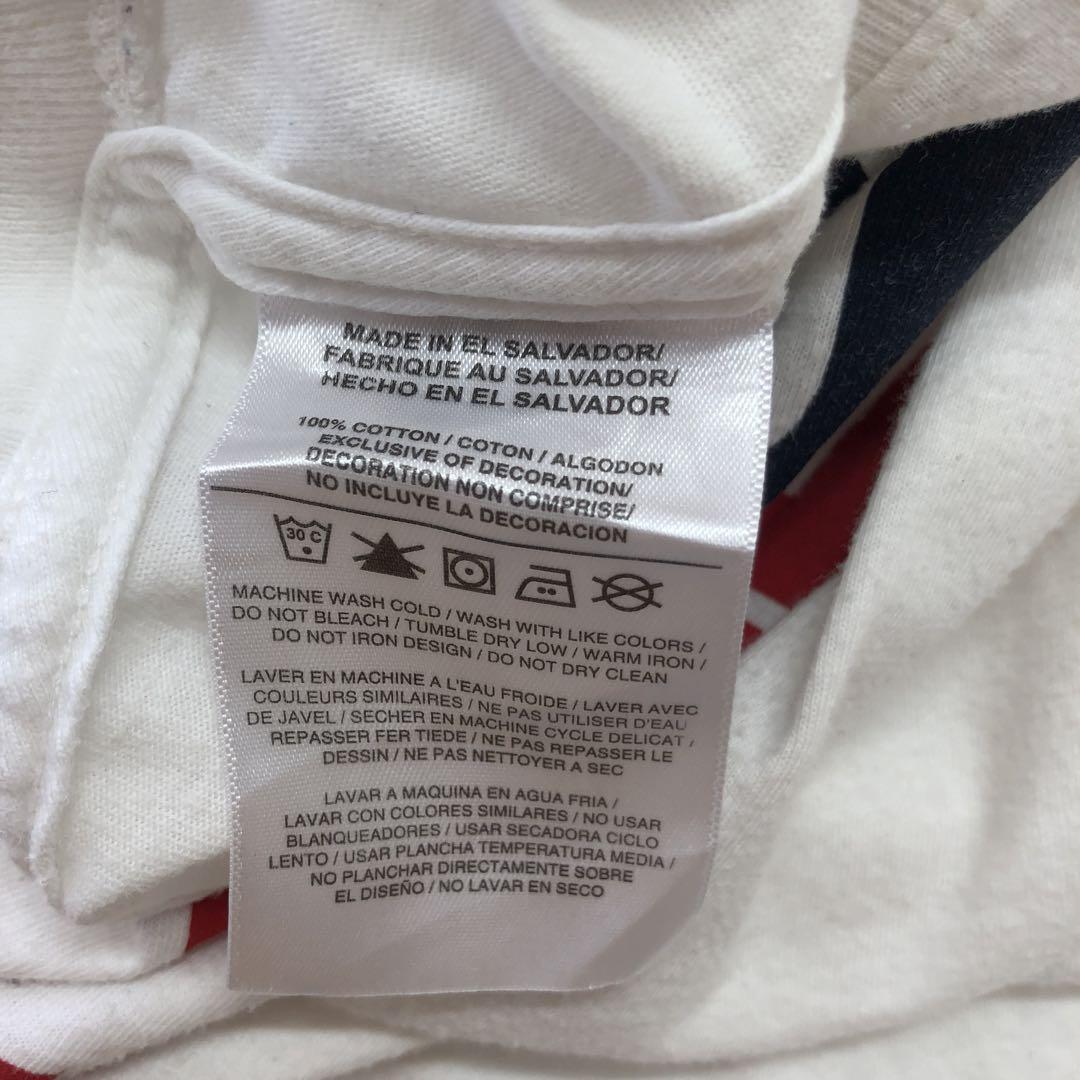 MADE IN EL SALVADOR/
FABRIQUE AU SALVADOR/
HECHO EN EL SALVADOR
100% COTTON / COTON / ALGODON
EXCLUSIVE OF DECORATION/
DECORATION NON COMPRISE/
NO INCLUYE LA DECORACION
30 C
MACHINE WASH COLD / WASH WITH LIKE COLORS /
DO NOT BLEACH / TUMBLE DRY LOW / WARM IRON /
DO NOT IRON DESIGN / DO NOT DRY CLEAN
LAVER EN MACHINE A L'EAU FROIDE / LAVER AVEC
COULEURS SIMILAIRES / NE PAS UTILISER D'EAU
DE JAVEL / SECHER EN MACHINE CYCLE DELICAT /
REPASSER FER TIEDE / NE PAS REPASSER LE
DESSIN / NE PAS NETTOYER A SEC
LAVAR A MAQUINA EN AGUA FRIA /
LAVAR CON COLORES SIMILARES / NO USAR
BLANQUEADORES / USAR SECADORA CICLO
LENTO / USAR PLANCHA TEMPERATURA MEDIA /
NO PLANCHAR DIRECTAMENTE SOBRE
EL DISEÑO / NO LAVAR EN SECO